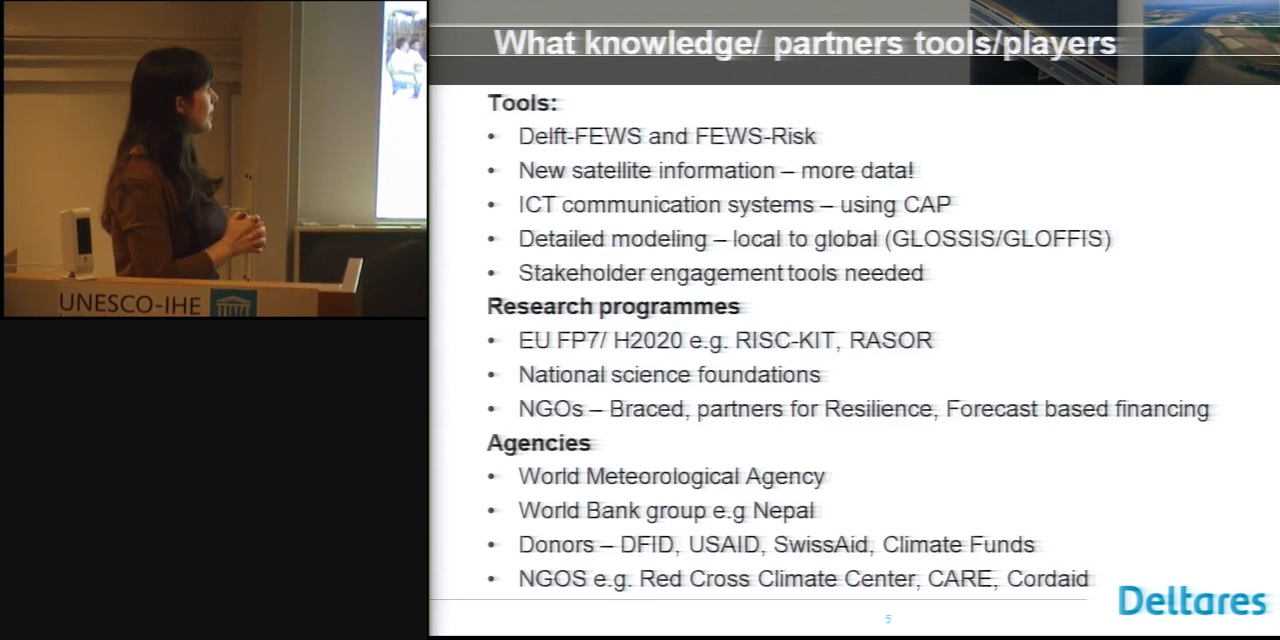 What knowledge/ partners tools/players
Tools:
• Delft-FEWS and FEWS-Risk
• New satellite information – more data!
• ICT communication systems – using CAP
• Detailed modeling – local to global (GLOSSIS/GLOFFIS)
• Stakeholder engagement tools needed
Research programmes
• EU FP7/ H2020 e.g. RISC-KIT, RASOR
• National science foundations
• NGOs – Braced, partners for Resilience, Forecast based financing
Agencies
• World Meteorological Agency
• World Bank group e.g Nepal
• Donors – DFID, USAID, SwissAid, Climate Funds
• NGOS e.g. Red Cross Climate Center, CARE, Cordaid
Deltares
5
UNESCO-IHE